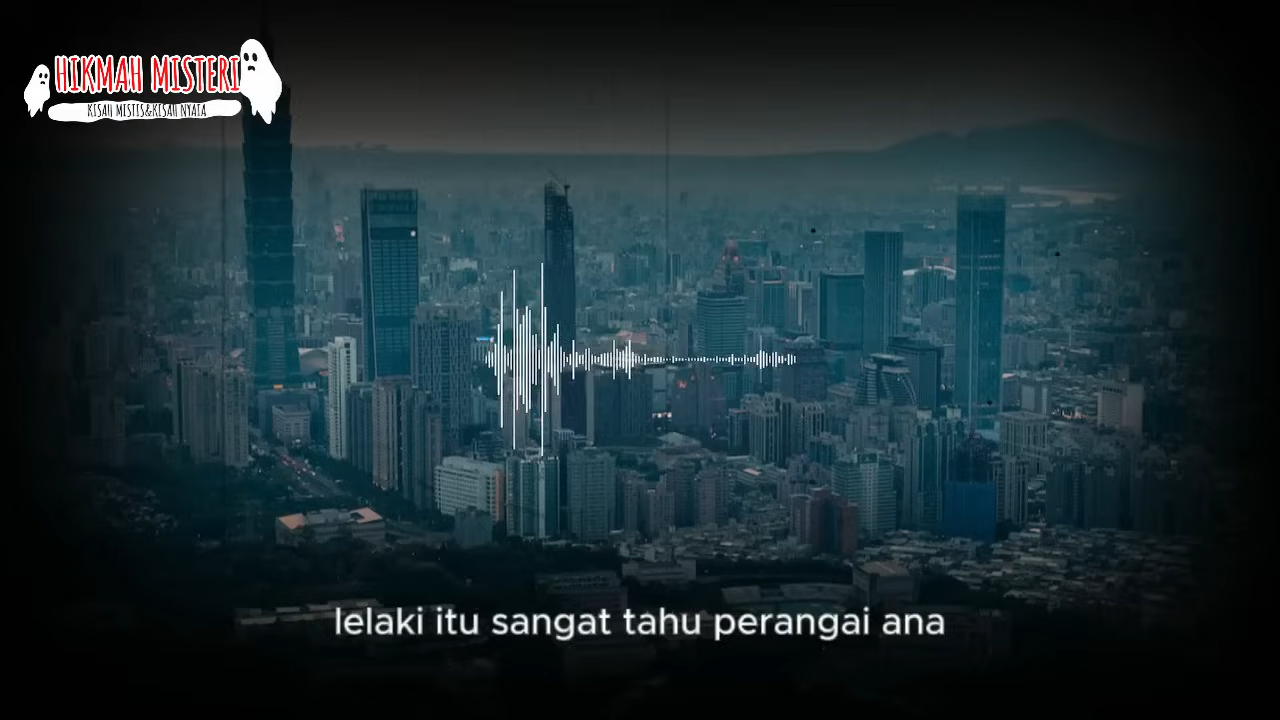 HIKMAH MISTERI
KISAH MISTIS&KISAH NYATA
lelaki itu sangat tahu perangai ana